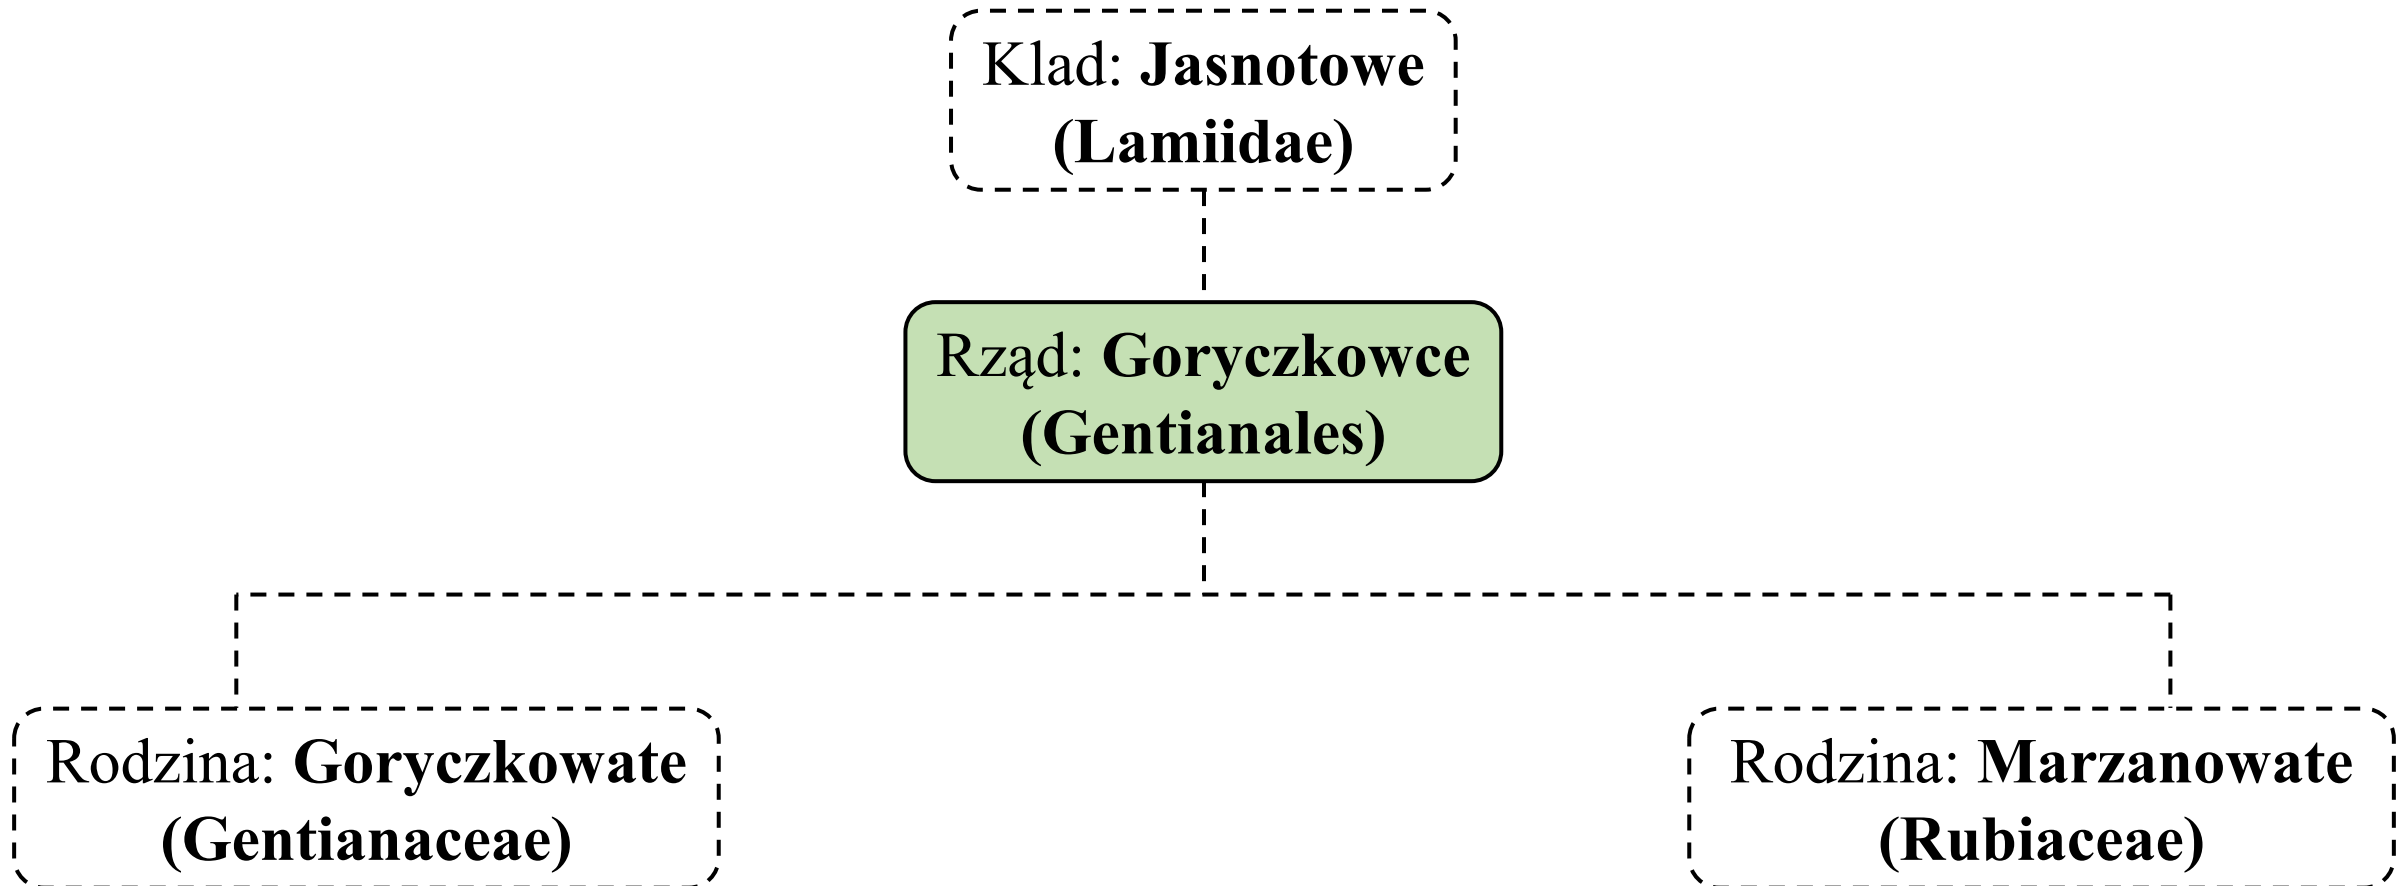 Klad: Jasnotowe
(Lamiidae)
Rząd: Goryczkowce
(Gentianales)
Rodzina: Goryczkowate
(Gentianaceae)
Rodzina: Marzanowate
(Rubiaceae)